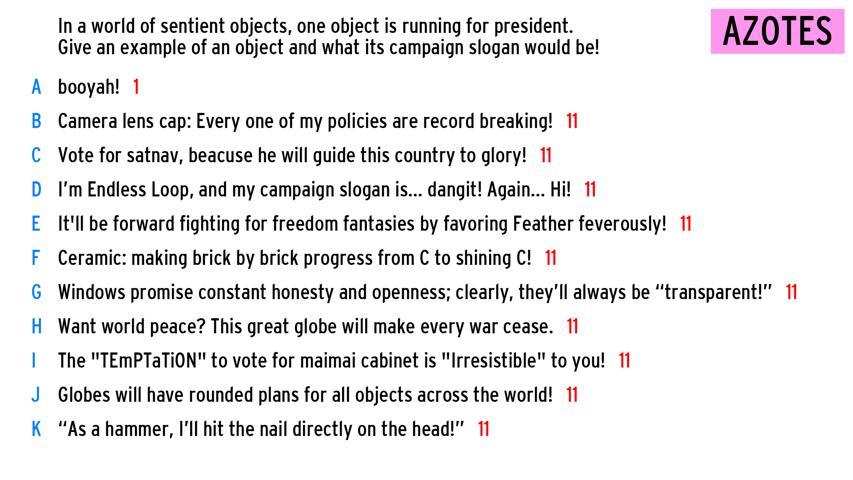 In a world of sentient objects, one object is running for president.
Give an example of an object and what its campaign slogan would be!
AZOTES
A booyah! 1
B Camera lens cap: Every one of my policies are record breaking! 11
C Vote for satnav, beacuse he will guide this country to glory! 11
D I’m Endless Loop, and my campaign slogan is... dangit! Again... Hi! 11
E It'll be forward fighting for freedom fantasies by favoring Feather feverously! 11
F Ceramic: making brick by brick progress from C to shining C! 11
G Windows promise constant honesty and openness; clearly, they’ll always be “transparent!” 11
H Want world peace? This great globe will make every war cease. 11
I The "TEmPTaTiON" to vote for maimai cabinet is "Irresistible" to you! 11
J Globes will have rounded plans for all objects across the world! 11
K “As a hammer, I’ll hit the nail directly on the head!” 11